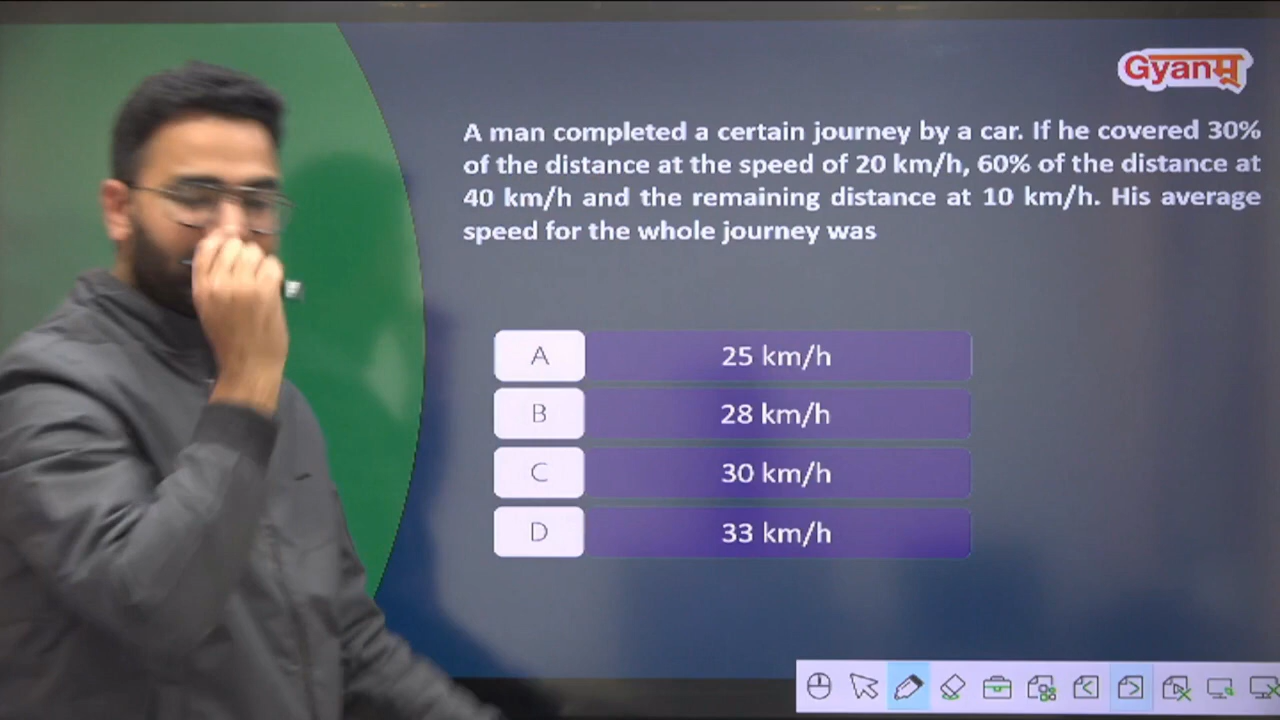 Gyanम्
A man completed a certain journey by a car. If he covered 30%
of the distance at the speed of 20 km/h, 60% of the distance at
40 km/h and the remaining distance at 10 km/h. His average
speed for the whole journey was
A 25 km/h
B 28 km/h
C 30 km/h
D 33 km/h